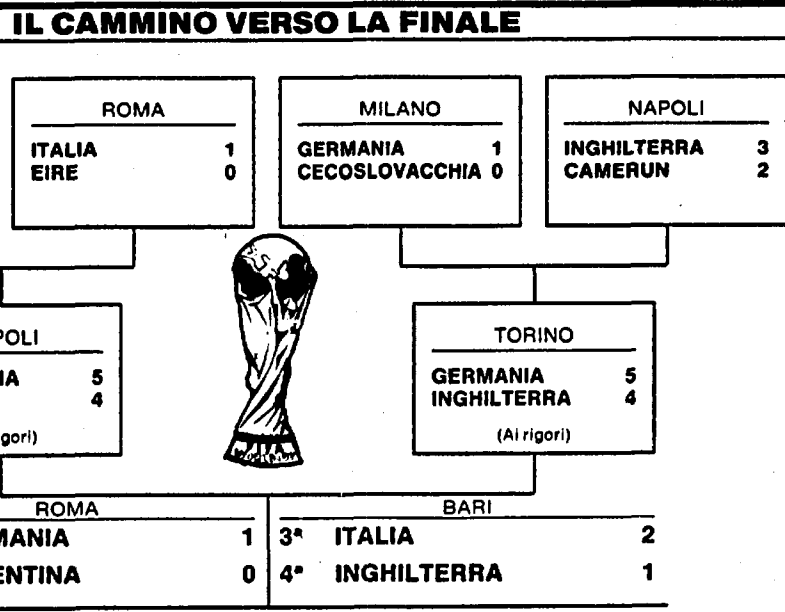 IL CAMMINO VERSO LA FINALE
ROMA
ITALIA 1
EIRE 0
MILANO
GERMANIA 1
CECOSLOVACCHIA 0
NAPOLI
INGHILTERRA 3
CAMERUN 2
POLI
IA 5
4
gori)
TORINO
GERMANIA 5
INGHILTERRA 4
(Ai rigori)
ROMA
MANIA 1
ENTINA 0
BARI
3ª ITALIA 2
4ª INGHILTERRA 1